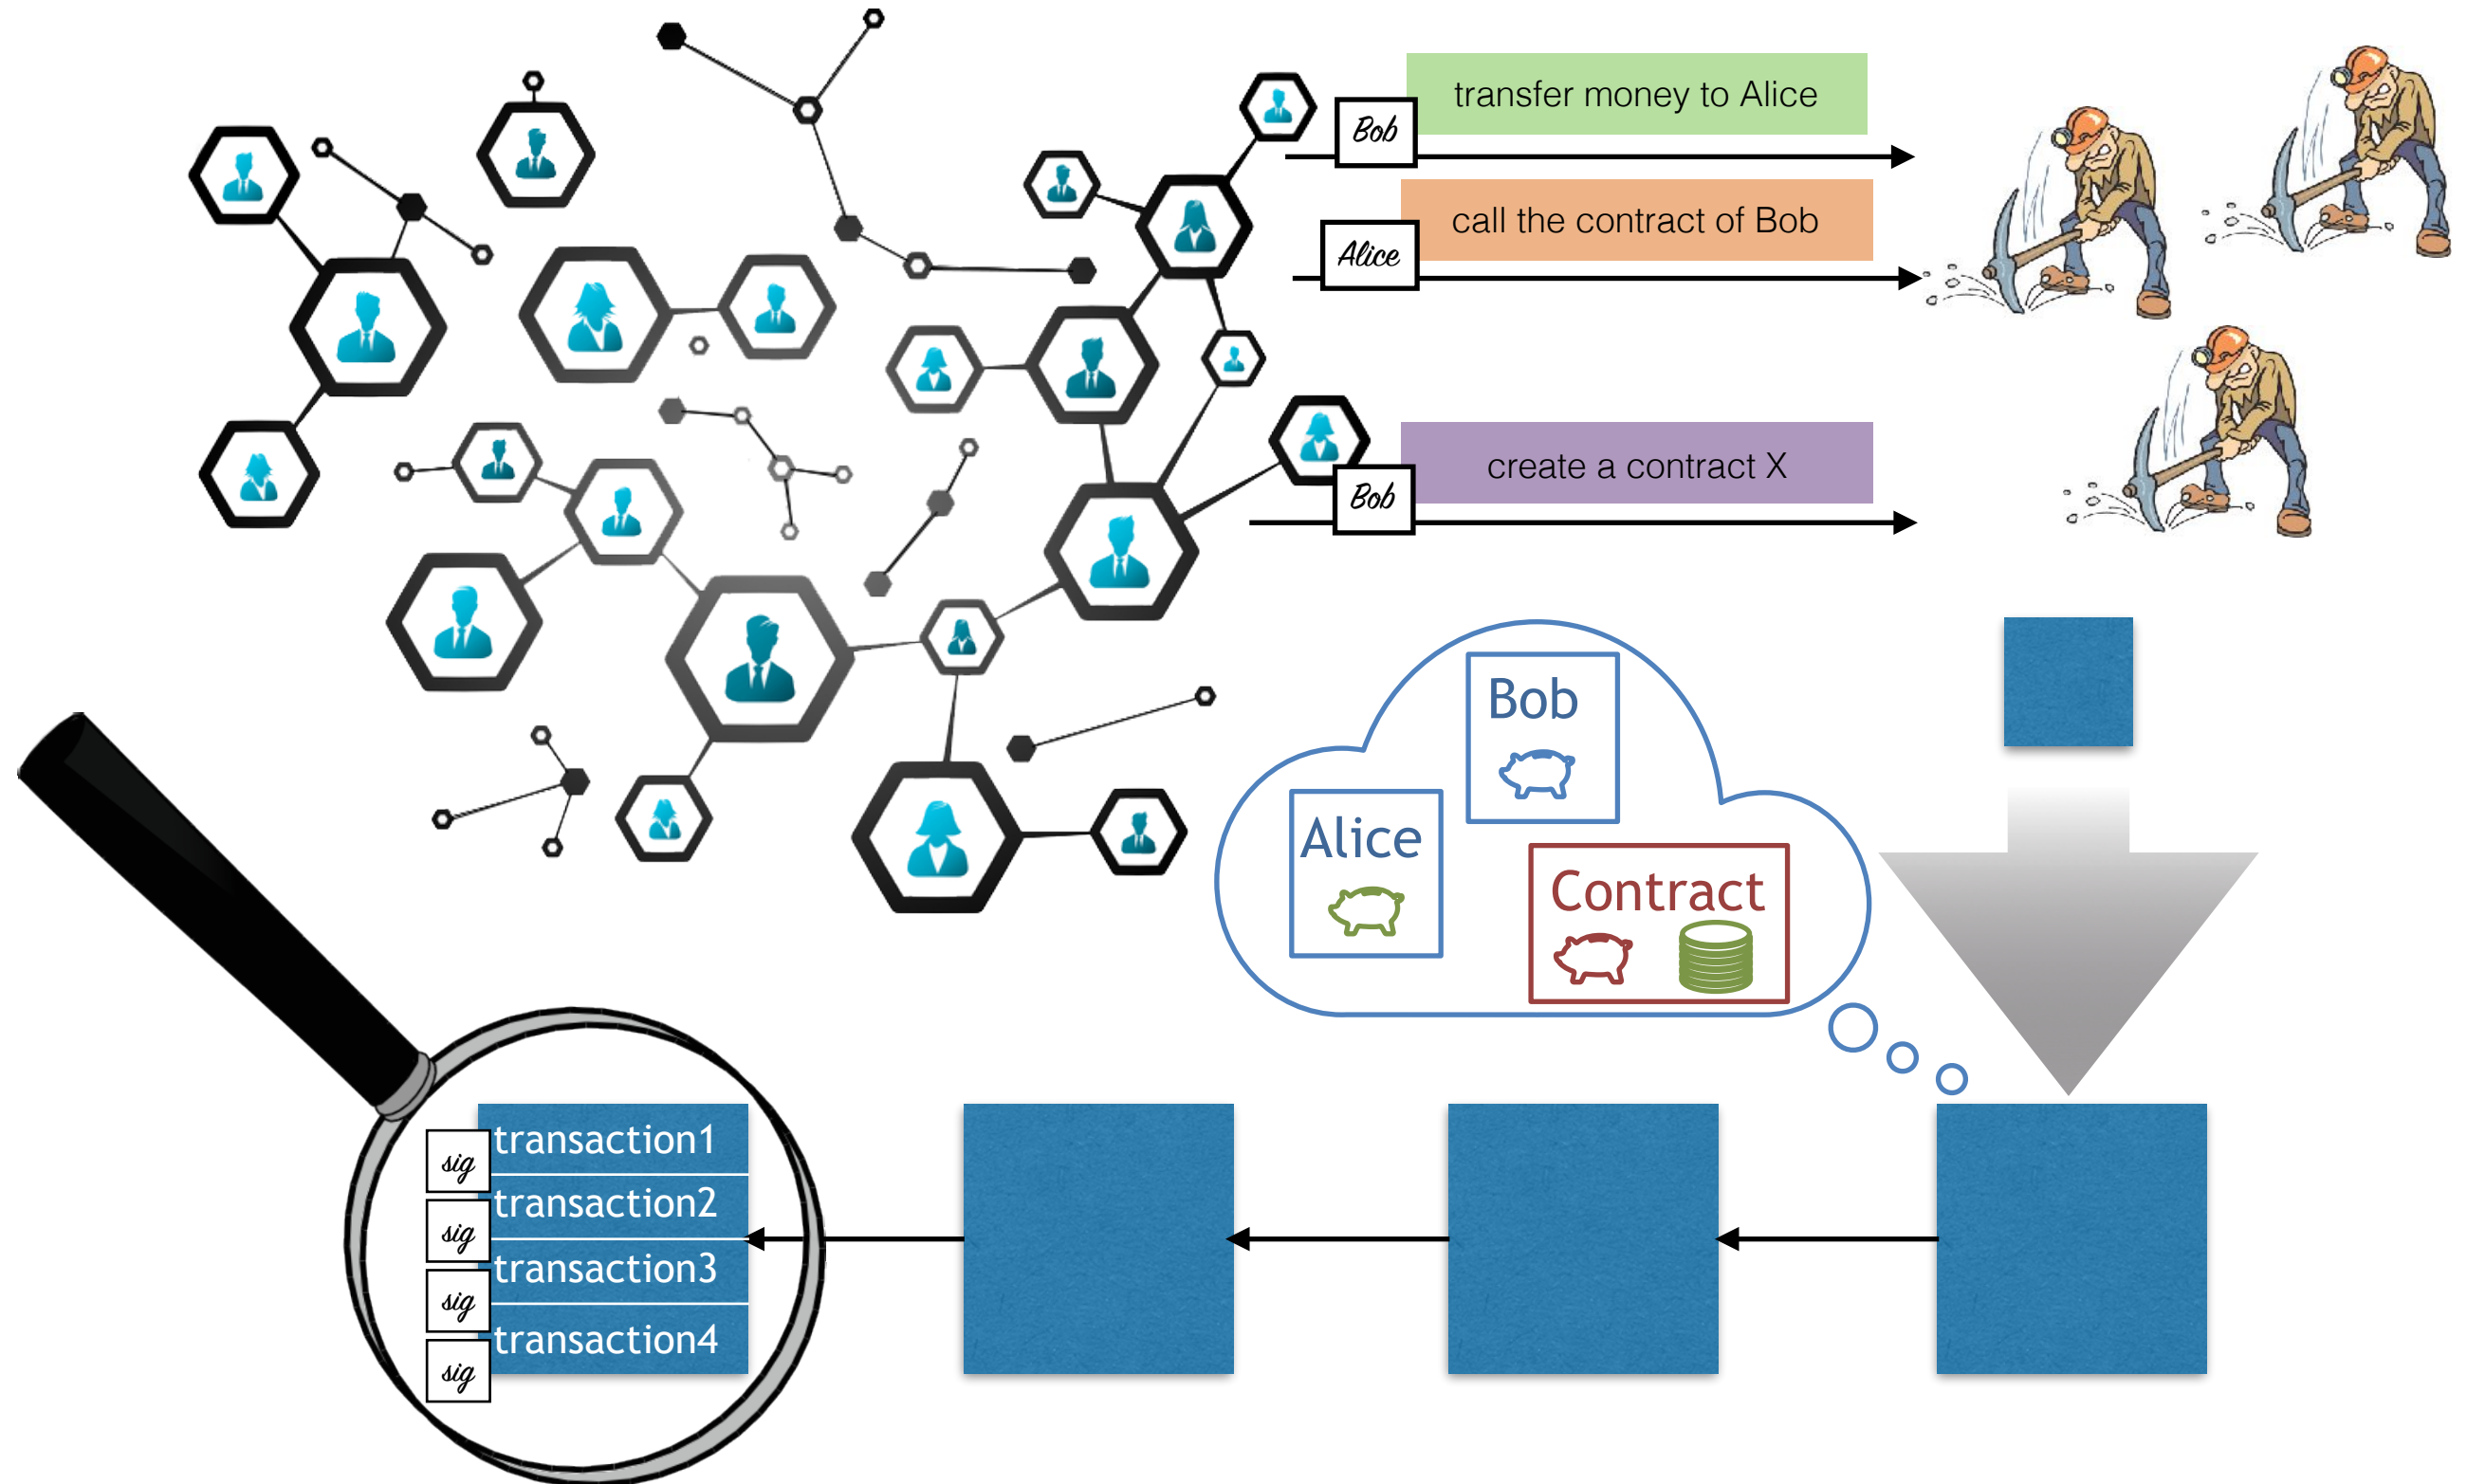 transfer money to Alice
Bob
call the contract of Bob
Alice
create a contract X
Bob
Bob
Alice
Contract
transaction1
sig
transaction2
sig
transaction3
sig
transaction4
sig